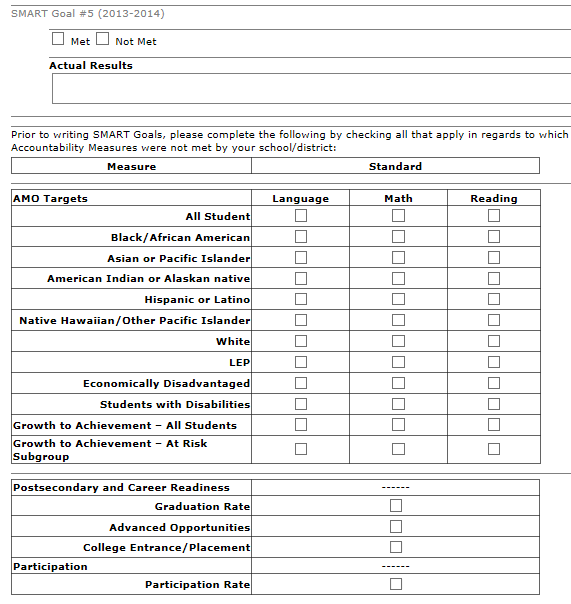 SMART Goal #5 (2013-2014)
Met Not Met
Actual Results
Prior to writing SMART Goals, please complete the following by checking all that apply in regards to which
Accountability Measures were not met by your school/district:
Measure Standard
AMO Targets Language Math Reading
All Student
Black/African American
Asian or Pacific Islander
American Indian or Alaskan native
Hispanic or Latino
Native Hawaiian/Other Pacific Islander
White
LEP
Economically Disadvantaged
Students with Disabilities
Growth to Achievement – All Students
Growth to Achievement – At Risk
Subgroup
Postsecondary and Career Readiness ------
Graduation Rate
Advanced Opportunities
College Entrance/Placement
Participation ------
Participation Rate